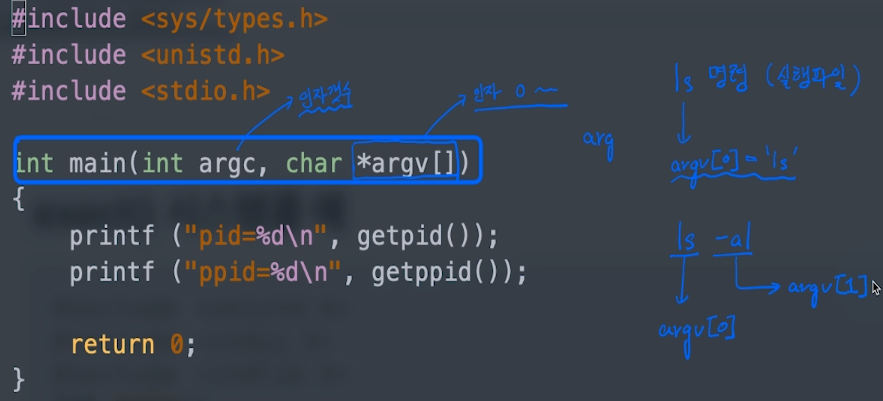 #include <sys/types.h>
#include <unistd.h>
#include <stdio.h>
인자갯수
인자 0 ~
int main(int argc, char *argv[])
{
printf ("pid=%d\n", getpid());
printf ("ppid=%d\n", getppid());
return 0;
}
arg
ls 명령 (실행파일)
argv[0]='ls'
ls -al
argv[1]
argv[0]